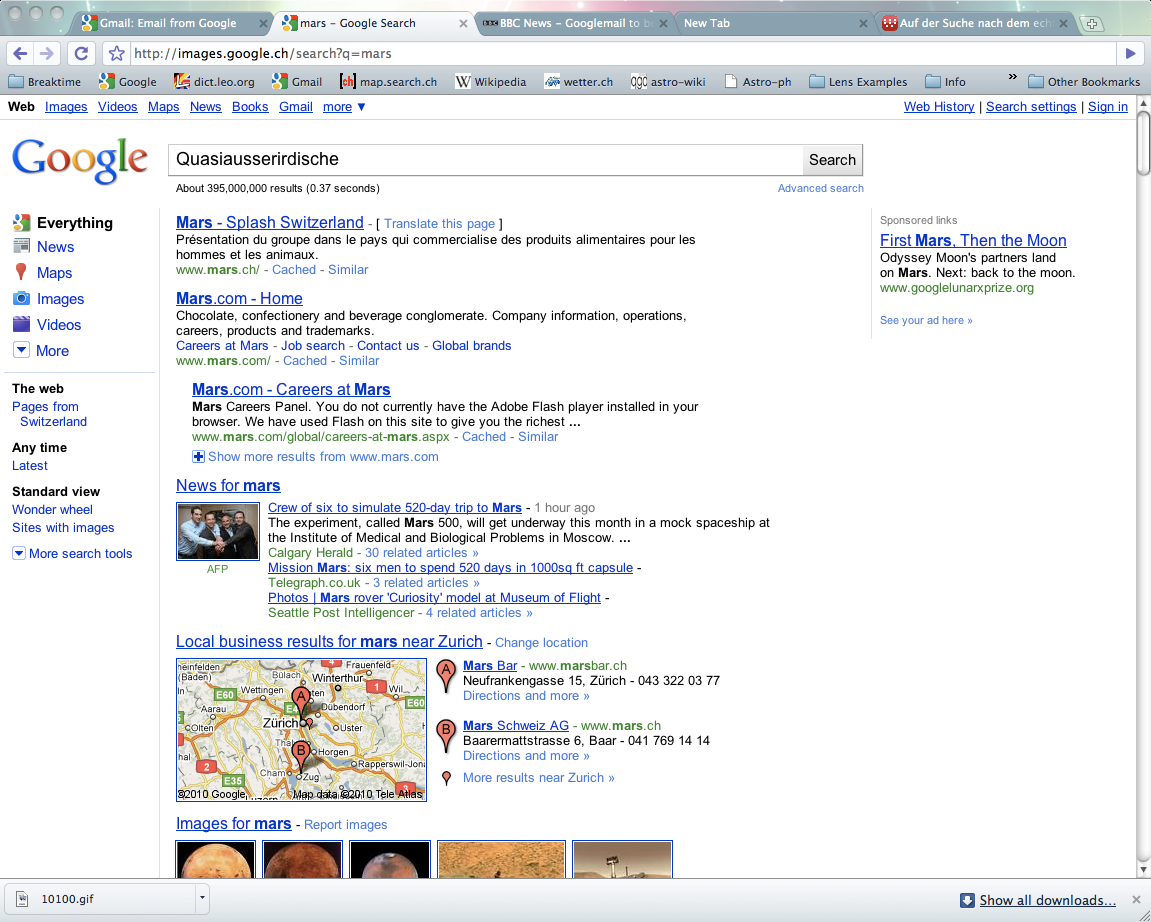 Gmail: Email from Google
mars – Google Search
BBC News – Googlemail to b
New Tab
Auf der Suche nach dem ech
http://images.google.ch/search?q=mars
Breaktime
Google
dict.leo.org
Gmail
map.search.ch
Wikipedia
wetter.ch
astro-wiki
Astro-ph
Lens Examples
Info
»
Other Bookmarks
Web Images Videos Maps News Books Gmail more ▼
Web History | Search settings | Sign in
Google
Quasiausserirdische
Search
About 395,000,000 results (0.37 seconds)
Advanced search
Everything
News
Maps
Images
Videos
More
The web
Pages from
Switzerland
Any time
Latest
Standard view
Wonder wheel
Sites with images
More search tools
Mars - Splash Switzerland - [ Translate this page ]
Présentation du groupe dans le pays qui commercialise des produits alimentaires pour les
hommes et les animaux.
www.mars.ch/ - Cached - Similar
Mars.com - Home
Chocolate, confectionery and beverage conglomerate. Company information, operations,
careers, products and trademarks.
Careers at Mars - Job search - Contact us - Global brands
www.mars.com/ - Cached - Similar
Mars.com - Careers at Mars
Mars Careers Panel. You do not currently have the Adobe Flash player installed in your
browser. We have used Flash on this site to give you the richest ...
www.mars.com/global/careers-at-mars.aspx - Cached - Similar
Show more results from www.mars.com
News for mars
Crew of six to simulate 520-day trip to Mars - 1 hour ago
The experiment, called Mars 500, will get underway this month in a mock spaceship at
the Institute of Medical and Biological Problems in Moscow. ...
Calgary Herald - 30 related articles »
AFP
Mission Mars: six men to spend 520 days in 1000sq ft capsule -
Telegraph.co.uk - 3 related articles »
Photos | Mars rover 'Curiosity' model at Museum of Flight -
Seattle Post Intelligencer - 4 related articles »
Local business results for mars near Zurich - Change location
heinfelden
(Baden)
Bülach
Frauenfeld
Winterthur
Wettingen
Wil
E60
1
E60
Aarau
Dübendorf
Olten
Zürich
Uster
A
B
Horgen
Rapperswil-Jona
2
Cham
Zug
E35
3
©2010 Google
Map data ©2010 Tele Atlas
A
Mars Bar - www.marsbar.ch
Neufrankengasse 15, Zürich - 043 322 03 77
Directions and more »
B
Mars Schweiz AG - www.mars.ch
Baarermattstrasse 6, Baar - 041 769 14 14
Directions and more »
More results near Zurich »
Images for mars - Report images
Sponsored links
First Mars, Then the Moon
Odyssey Moon's partners land
on Mars. Next: back to the moon.
www.googlelunarxprize.org
See your ad here »
10100.gif
Show all downloads...